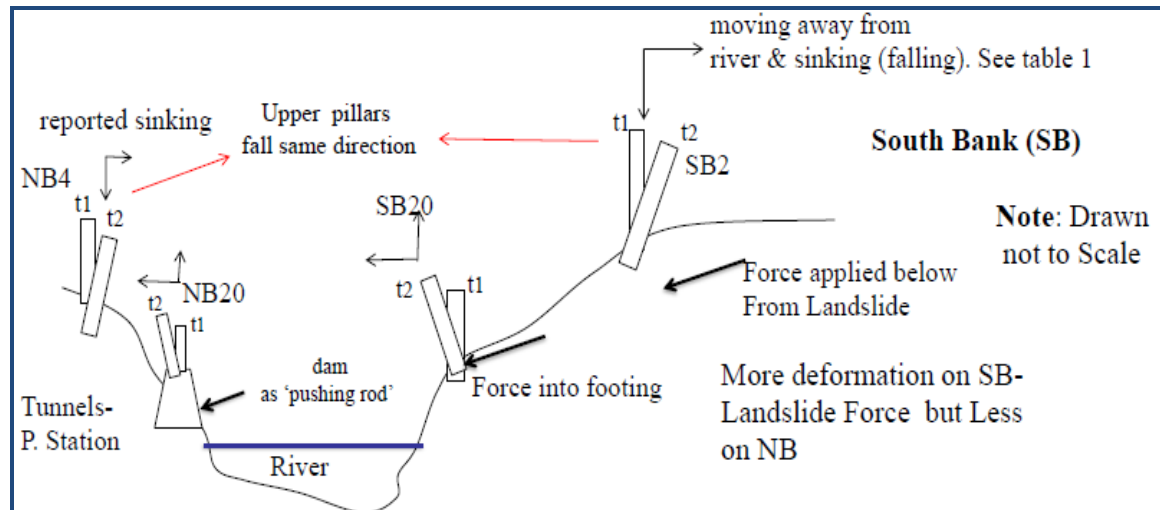 moving away from
river & sinking (falling). See table 1
reported sinking
Upper pillars
fall same direction
NB4
t1
t2
t1
t2
SB2
South Bank (SB)
SB20
Note: Drawn
not to Scale
NB20
t2
t1
t2
t1
Force applied below
From Landslide
dam
as ‘pushing rod’
Force into footing
Tunnels-
P. Station
More deformation on SB-
Landslide Force but Less
on NB
River